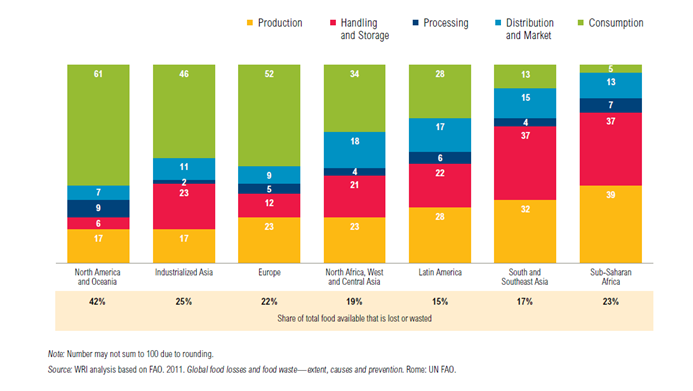 Production Handling and Storage Processing Distribution and Market Consumption
61 46 52 34 28 13 5
7 11 9 18 17 15 13
9 2 5 4 6 4 7
6 23 12 21 22 37 37
17 17 23 23 28 32 39
North America and Oceania Industrialized Asia Europe North Africa, West and Central Asia Latin America South and Southeast Asia Sub-Saharan Africa
42% 25% 22% 19% 15% 17% 23%
Share of total food available that is lost or wasted
Note: Number may not sum to 100 due to rounding.
Source: WRI analysis based on FAO. 2011. Global food losses and food waste—extent, causes and prevention. Rome: UN FAO.